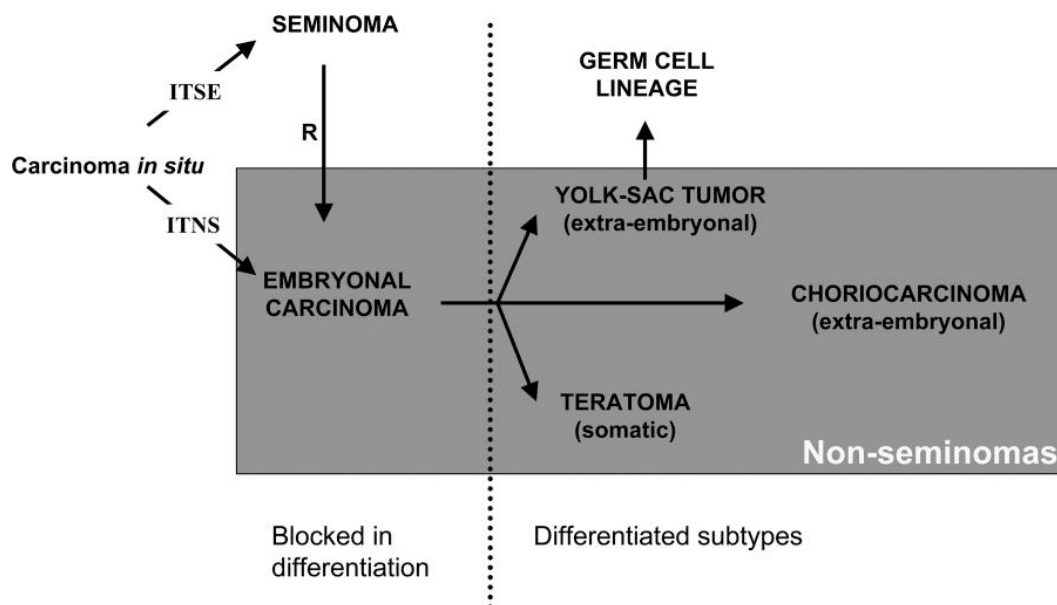 SEMINOMA
GERM CELL
LINEAGE
ITSE
R
Carcinoma in situ
ITNS
YOLK-SAC TUMOR
(extra-embryonal)
EMBRYONAL
CARCINOMA
CHORIOCARCINOMA
(extra-embryonal)
TERATOMA
(somatic)
Non-seminomas
Blocked in
differentiation
Differentiated subtypes